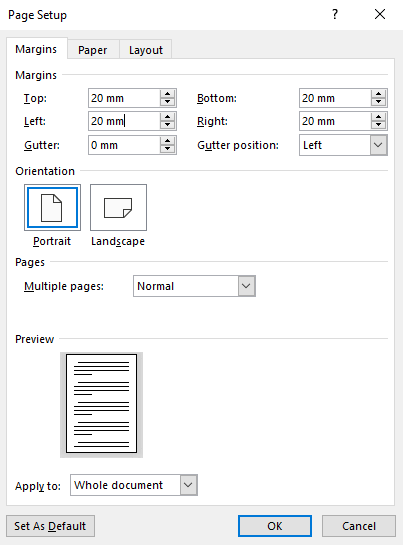 Page Setup ? ×
Margins Paper Layout
Margins
Top: 20 mm Bottom: 20 mm
Left: 20 mm Right: 20 mm
Gutter: 0 mm Gutter position: Left
Orientation
Portrait Landscape
Pages
Multiple pages: Normal
Preview
Apply to: Whole document
Set As Default OK Cancel